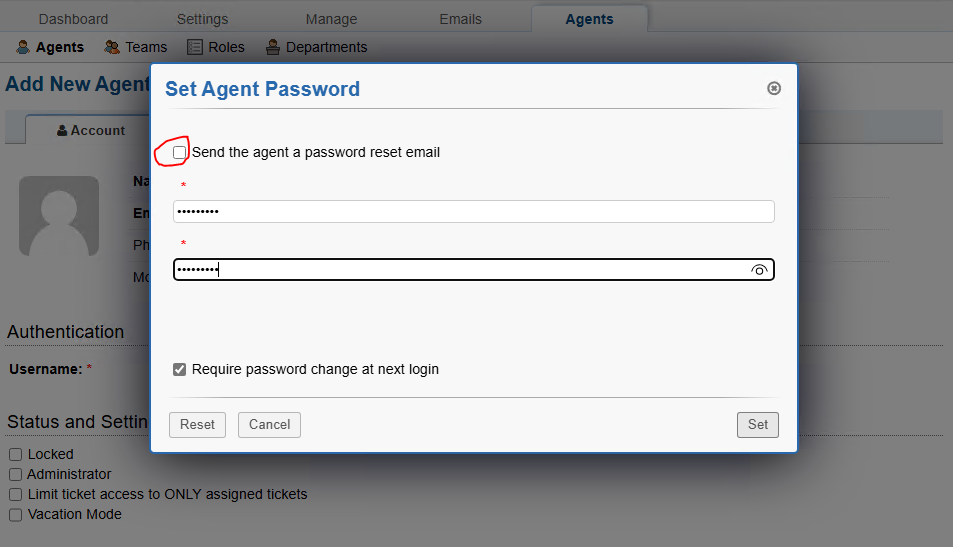 Dashboard Settings Manage Emails Agents
Agents Teams Roles Departments
Add New Agent
Set Agent Password
Account
Send the agent a password reset email
Na
*
En
•••••••••
Ph
*
Mo
•••••••••
Authentication
Username: *
Require password change at next login
Status and Settin
Reset Cancel Set
Locked
Administrator
Limit ticket access to ONLY assigned tickets
Vacation Mode